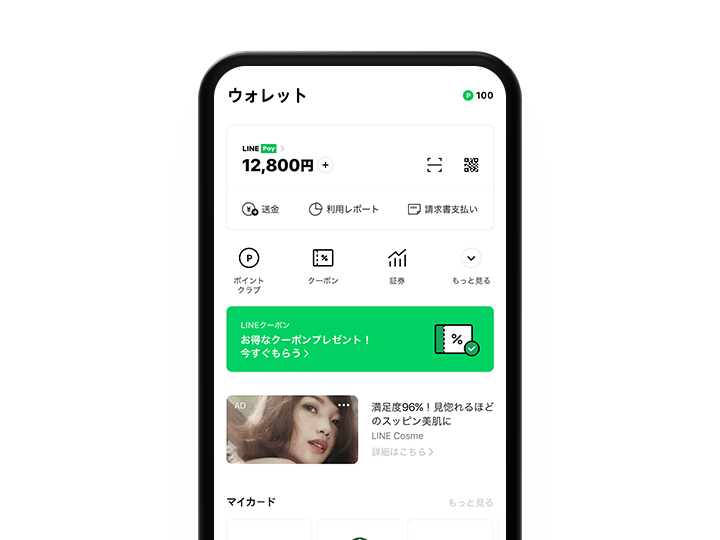 ウォレット
P 100
LINE Pay
12,800円 +
¥ 送金
利用レポート
請求書支払い
P
%
ポイント
クラブ
クーポン
証券
もっと見る
LINEクーポン
お得なクーポンプレゼント！
今すぐもらう
%
AD
満足度96%！見惚れるほど
のスッピン美肌に
LINE Cosme
詳細はこちら
マイカード
もっと見る